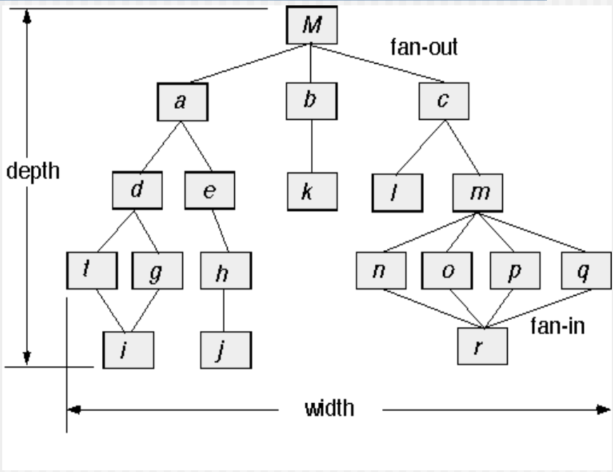 M
fan-out
a b c
depth
d e k l m
f g h n o p q
i j r
fan-in
width